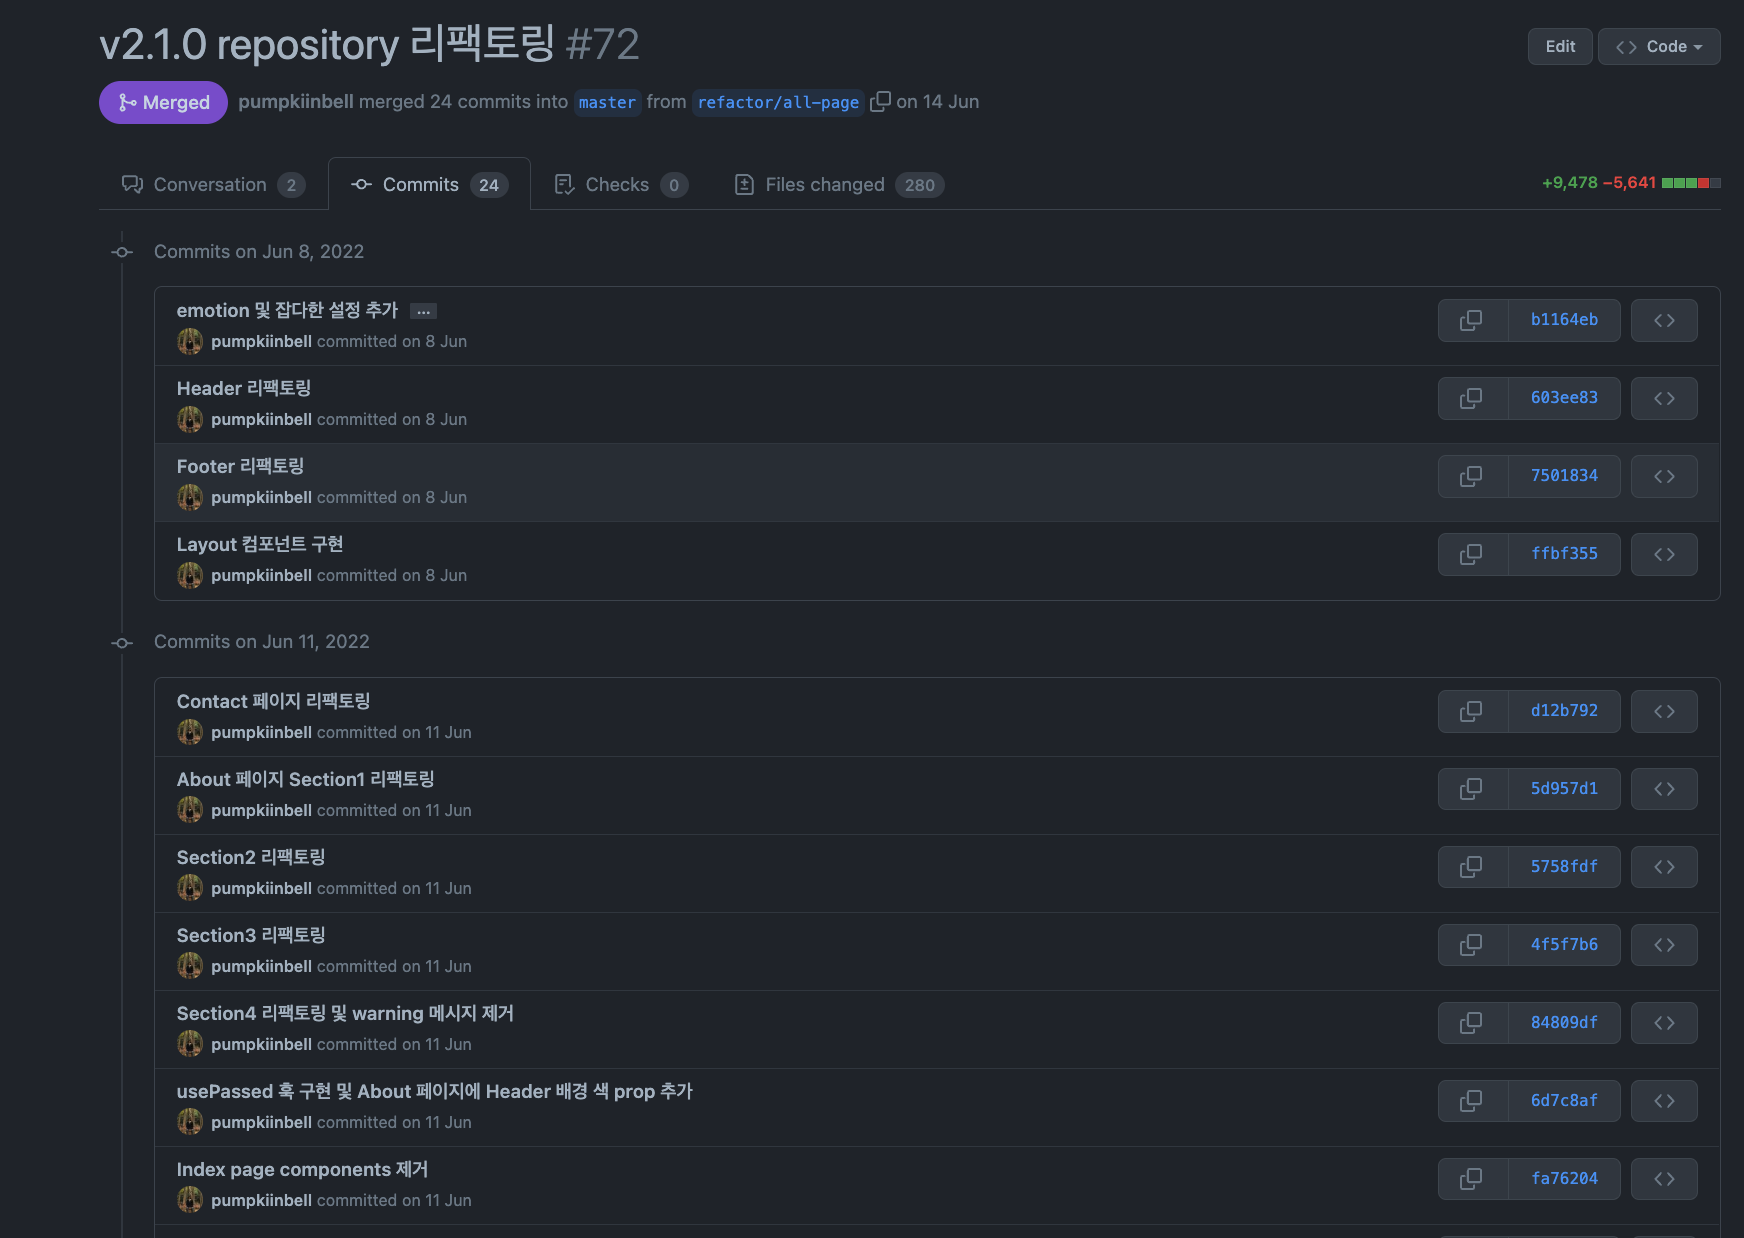 v2.1.0 repository 리팩토링 #72
Edit
Code
Merged
pumpkiinbell merged 24 commits into master from refactor/all-page on 14 Jun
Conversation 2
Commits 24
Checks 0
Files changed 280
+9,478 −5,641
Commits on Jun 8, 2022
emotion 및 잡다한 설정 추가 …
pumpkiinbell committed on 8 Jun
b1164eb
Header 리팩토링
pumpkiinbell committed on 8 Jun
603ee83
Footer 리팩토링
pumpkiinbell committed on 8 Jun
7501834
Layout 컴포넌트 구현
pumpkiinbell committed on 8 Jun
ffbf355
Commits on Jun 11, 2022
Contact 페이지 리팩토링
pumpkiinbell committed on 11 Jun
d12b792
About 페이지 Section1 리팩토링
pumpkiinbell committed on 11 Jun
5d957d1
Section2 리팩토링
pumpkiinbell committed on 11 Jun
5758fdf
Section3 리팩토링
pumpkiinbell committed on 11 Jun
4f5f7b6
Section4 리팩토링 및 warning 메시지 제거
pumpkiinbell committed on 11 Jun
84809df
usePassed 훅 구현 및 About 페이지에 Header 배경 색 prop 추가
pumpkiinbell committed on 11 Jun
6d7c8af
Index page components 제거
pumpkiinbell committed on 11 Jun
fa76204